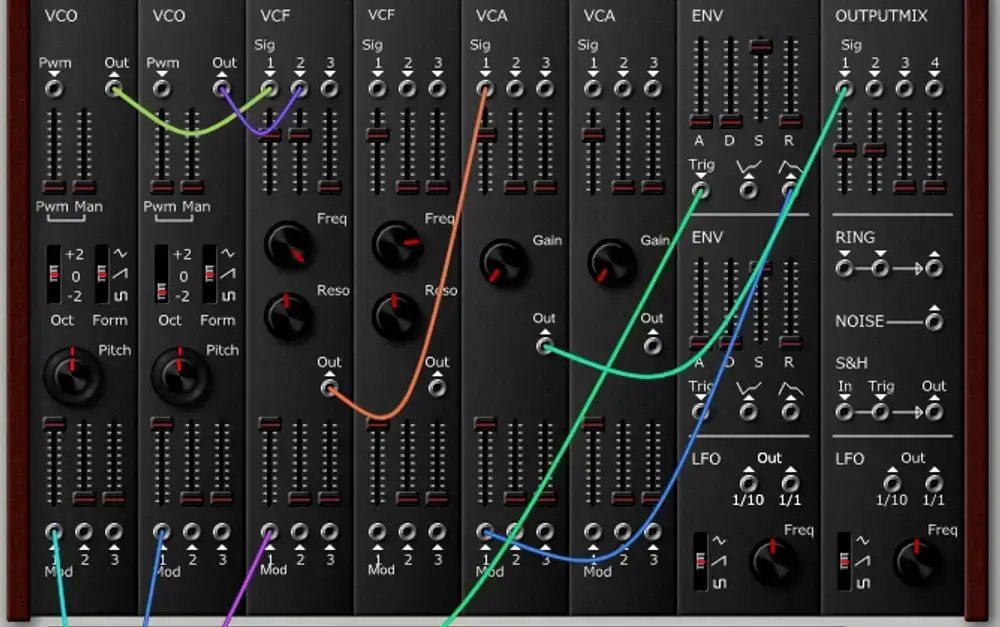 VCO VCO VCF VCF VCA VCA ENV OUTPUTMIX
Sig Sig Sig Sig Sig
Pwm Out Pwm Out 1 2 3 1 2 3 1 2 3 1 2 3 1 2 3 4
A D S R
Trig
Pwm Man Pwm Man
Freq Freq Gain Gain ENV RING
+2 +2
0 0
-2 -2
Reso Reso
Oct Form Oct Form Out Out NOISE
Pitch Pitch
Out Out A D S R S&H
Trig In Trig Out
LFO Out LFO Out
1/10 1/1 1/10 1/1
Freq Freq
1 2 3 1 2 3 1 2 3 1 2 3 1 2 3 1 2 3
Mod Mod Mod Mod Mod Mod